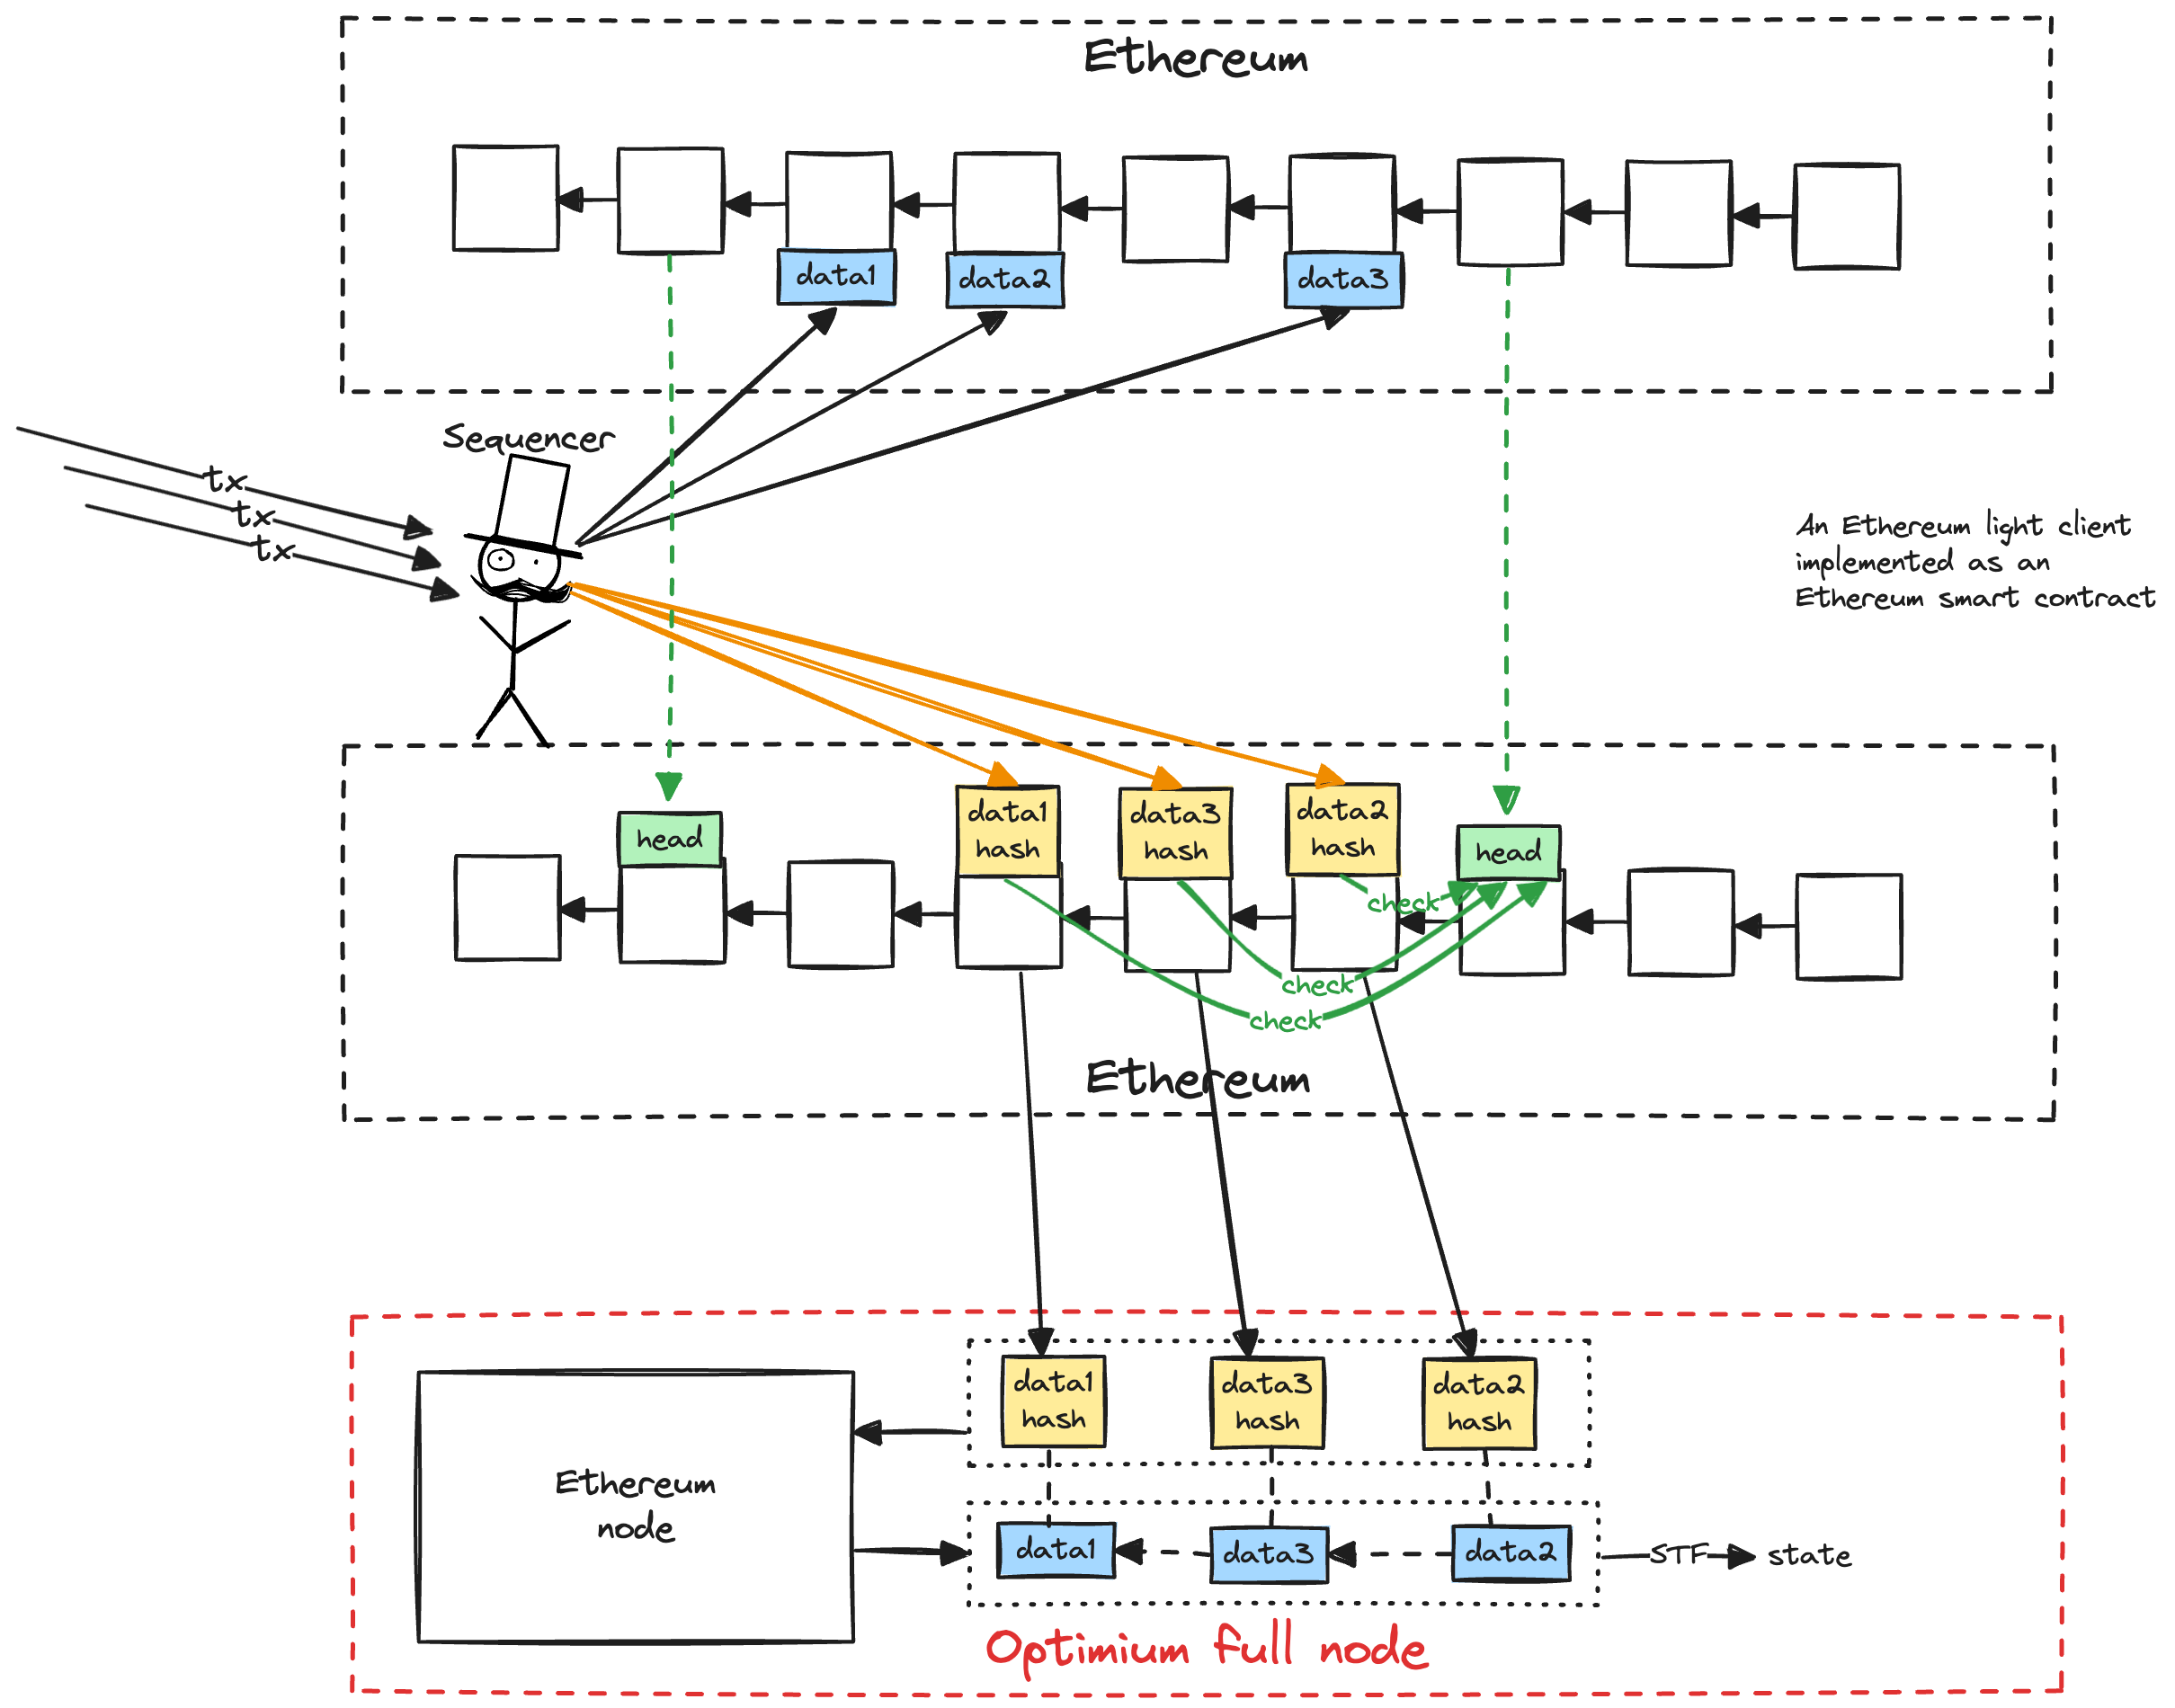 Ethereum
data1
data2
data3
Sequencer
tx
tx
tx
An Ethereum light client
implemented as an
Ethereum smart contract
head
data1
hash
data3
hash
data2
hash
head
check
check
check
Ethereum
data1
hash
data3
hash
data2
hash
Ethereum
node
data1
data3
data2
STF
state
Optimium full node